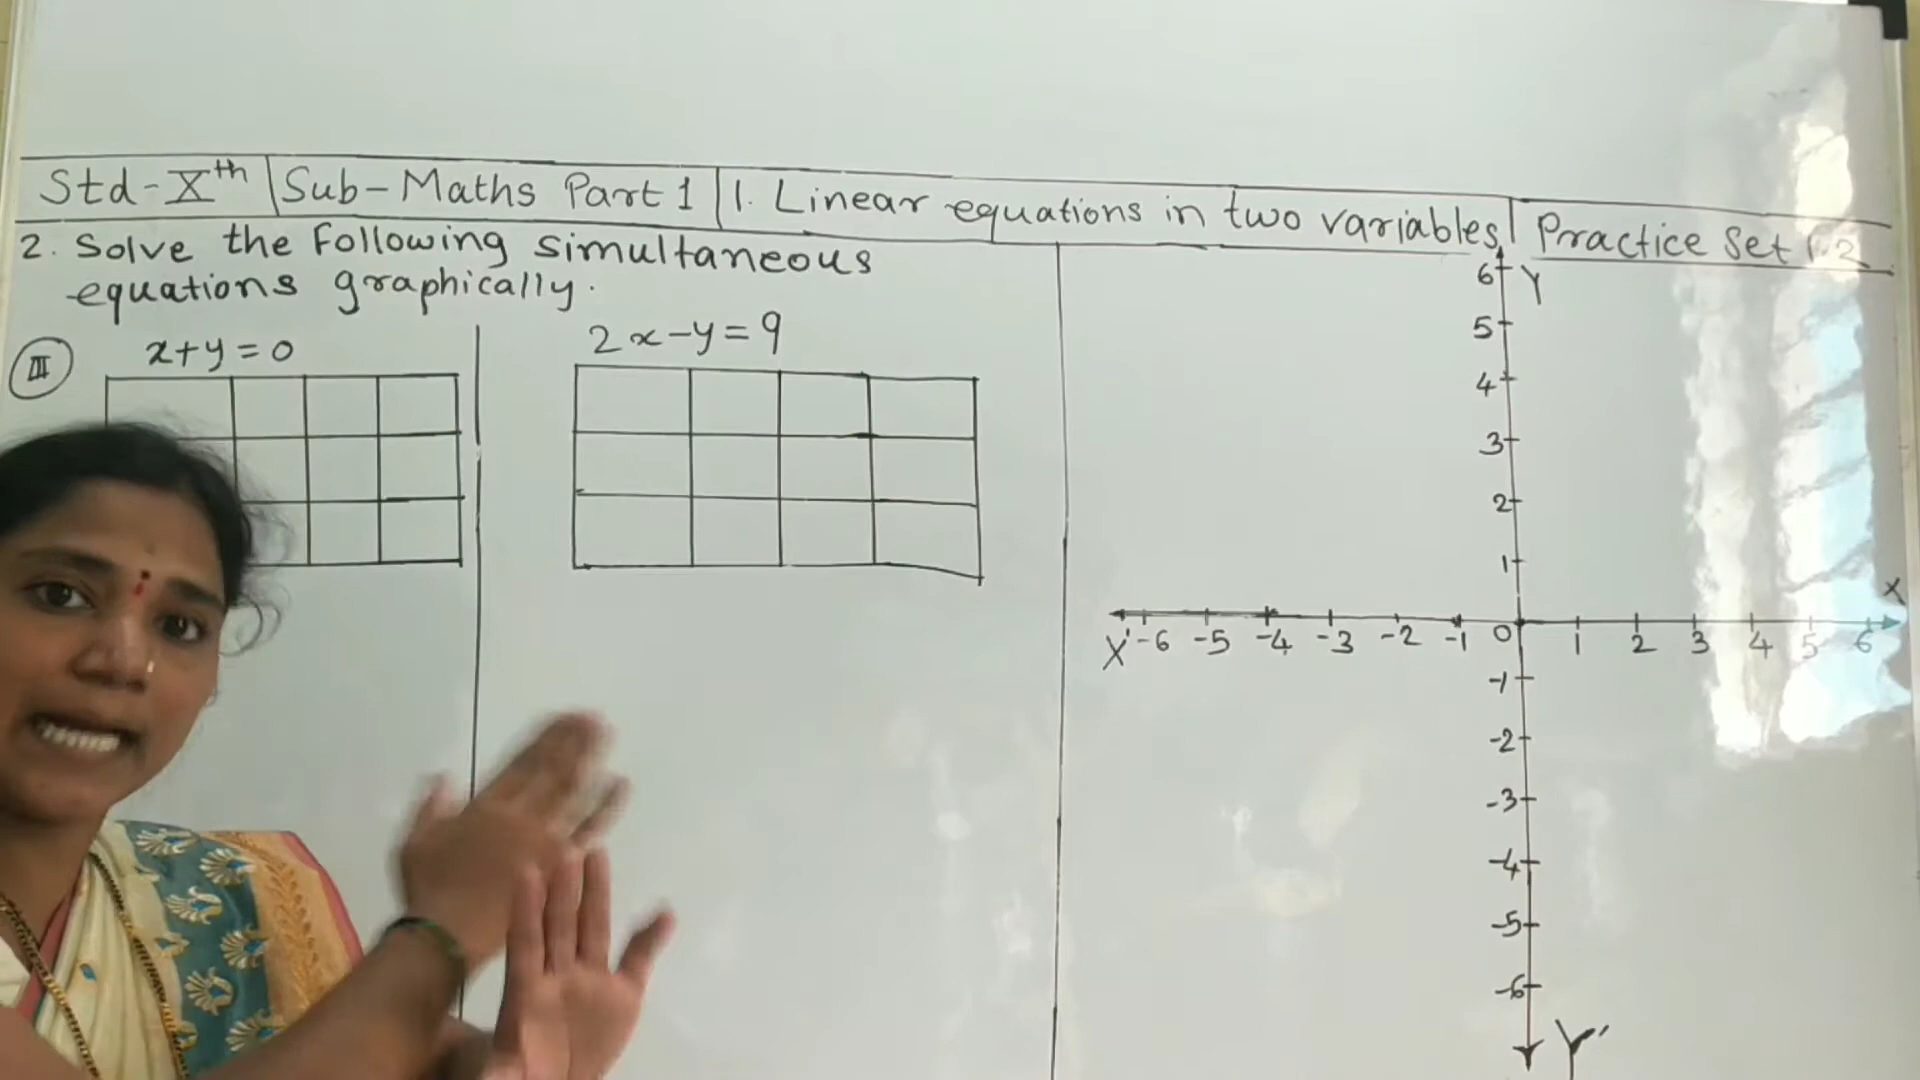 Std-Xth | Sub-Maths Part 1 | 1. Linear equations in two variables | Practice Set 1.2
2. Solve the Following simultaneous
equations graphically.
III x+y=0
2x-y=9
Y
6
5
4
3
2
1
X
X' -6 -5 -4 -3 -2 -1 0 1 2 3 4 5 6
-1
-2
-3
-4
-5
-6
Y'